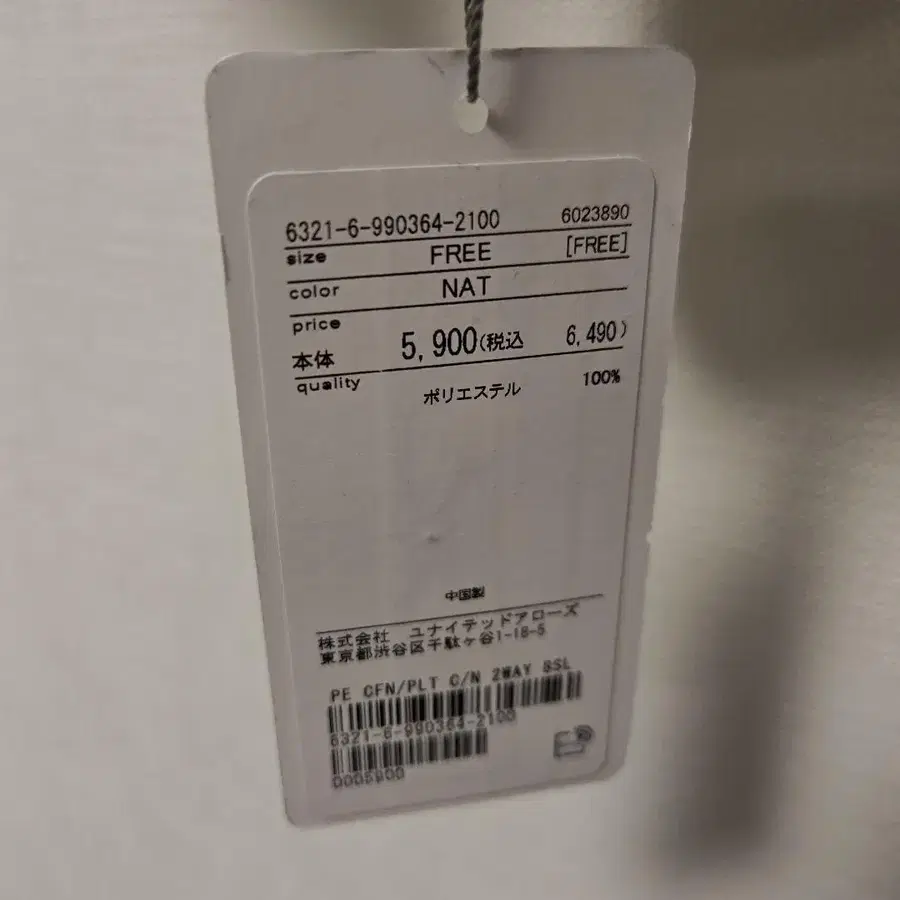 6321-6-990364-2100 6023890
size FREE [FREE]
color NAT
price
本体 5,900(税込 6,490)
quality
ポリエステル 100%
中国製
株式会社 ユナイテッドアローズ
東京都渋谷区千駄ヶ谷1-18-5
PE CFN/PLT C/N 2WAY SSL
6321-6-990364-2100
0005900